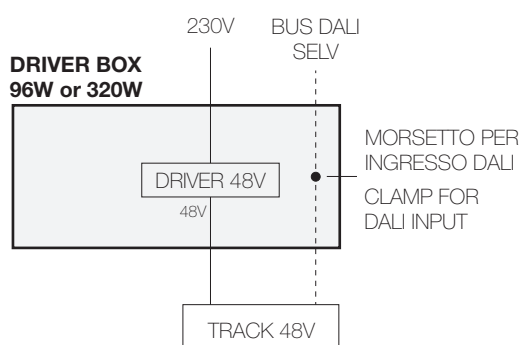 230V
BUS DALI
SELV
DRIVER BOX
96W or 320W
MORSETTO PER
INGRESSO DALI
CLAMP FOR
DALI INPUT
DRIVER 48V
48V
TRACK 48V